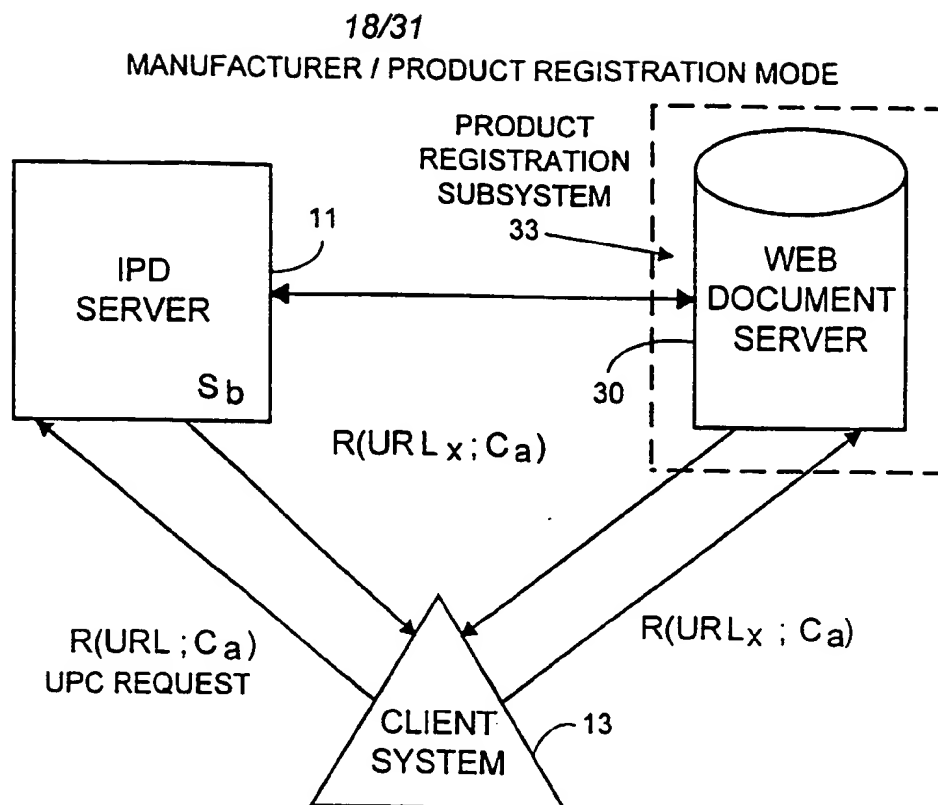 18/31
MANUFACTURER / PRODUCT REGISTRATION MODE
PRODUCT
REGISTRATION
SUBSYSTEM
33
11
IPD
SERVER
Sb
WEB
DOCUMENT
SERVER
30
R(URLx; Ca)
R(URL; Ca)
UPC REQUEST
R(URLx; Ca)
CLIENT
SYSTEM
13